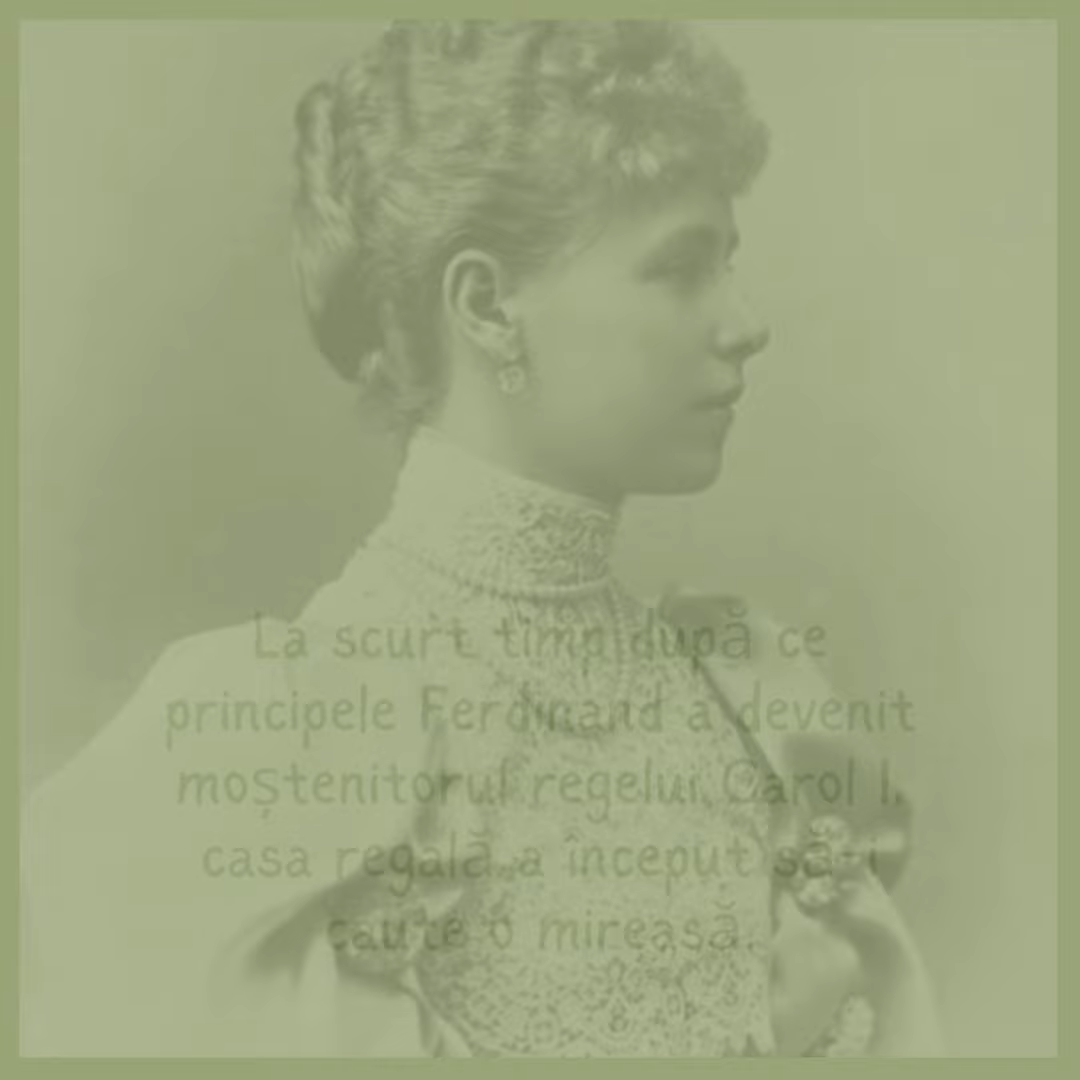 La scurt timp după ce
principele Ferdinand a devenit
moștenitorul regelui Carol I,
casa regală a început să-i
caute o mireasă.